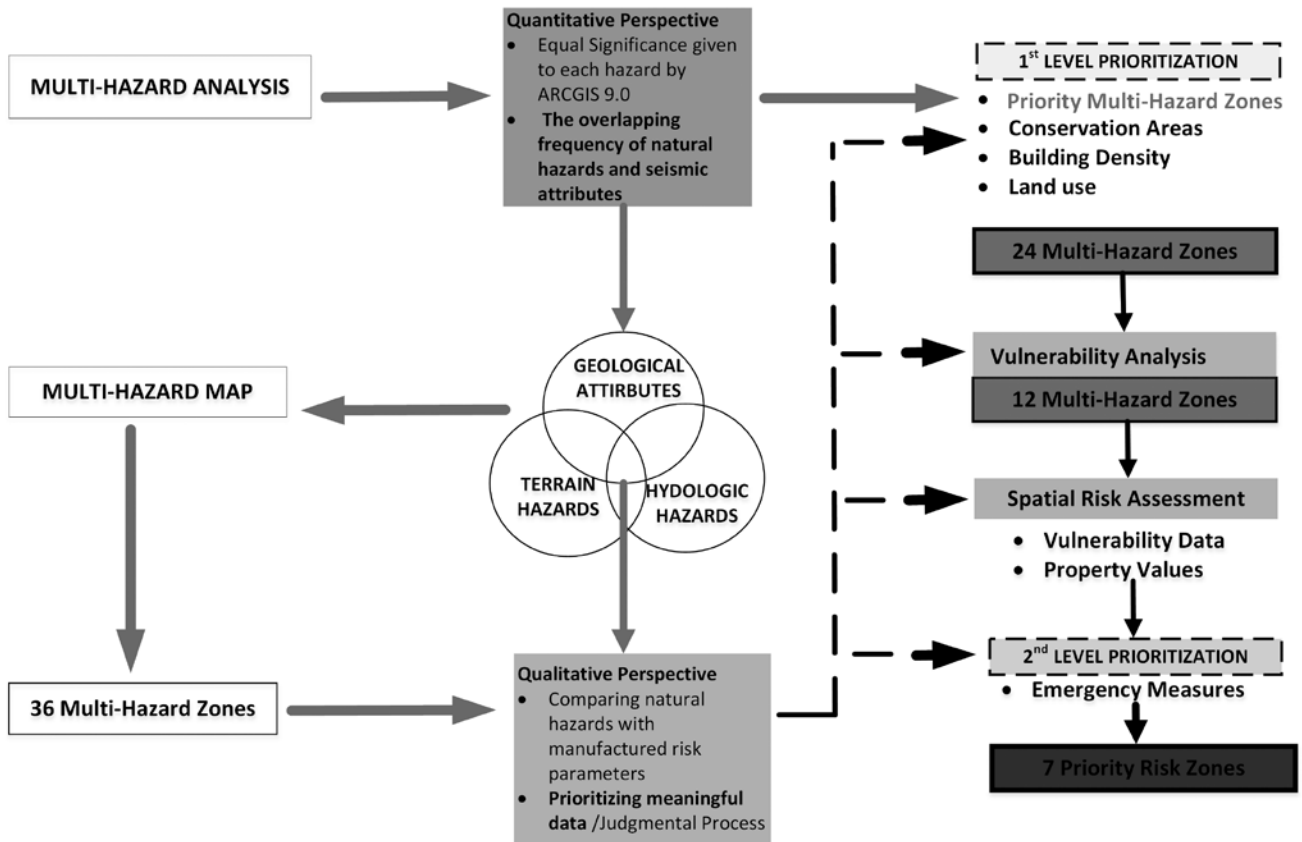 MULTI-HAZARD ANALYSIS
Quantitative Perspective
• Equal Significance given
to each hazard by
ARCGIS 9.0
• The overlapping
frequency of natural
hazards and seismic
attributes
1st LEVEL PRIORITIZATION
• Priority Multi-Hazard Zones
• Conservation Areas
• Building Density
• Land use
24 Multi-Hazard Zones
Vulnerability Analysis
12 Multi-Hazard Zones
Spatial Risk Assessment
• Vulnerability Data
• Property Values
2nd LEVEL PRIORITIZATION
• Emergency Measures
7 Priority Risk Zones
GEOLOGICAL
ATTIRBUTES
TERRAIN
HAZARDS
HYDOLOGIC
HAZARDS
MULTI-HAZARD MAP
36 Multi-Hazard Zones
Qualitative Perspective
• Comparing natural
hazards with
manufactured risk
parameters
• Prioritizing meaningful
data /Judgmental Process